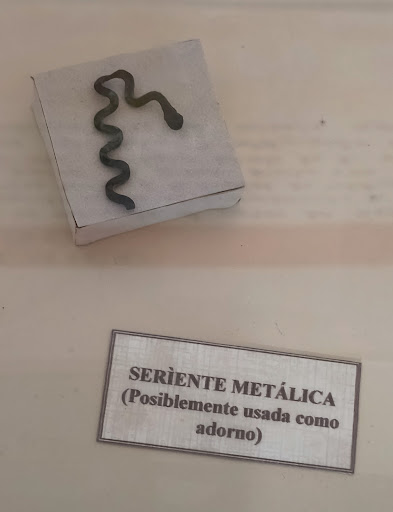 SERÌENTE METÁLICA
(Posiblemente usada como
adorno)